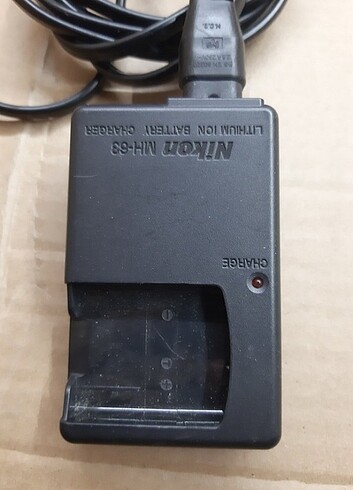 Nikon MH-63
LITHIUM ION BATTERY CHARGER
CHARGE